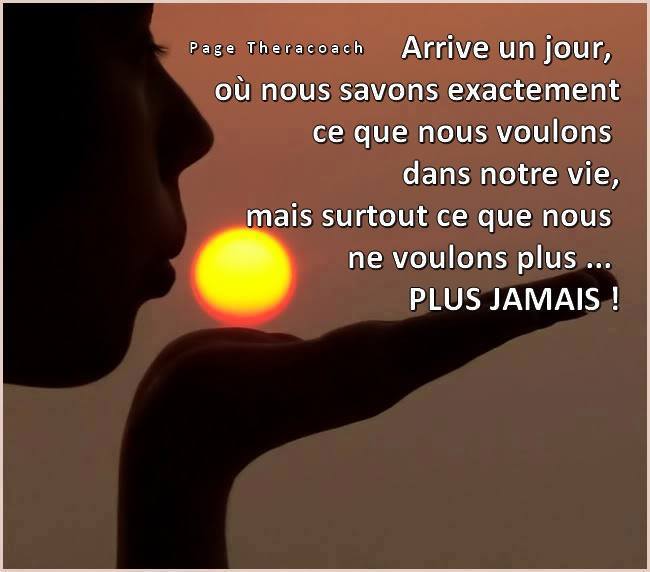 Page Theracoach
Arrive un jour,
où nous savons exactement
ce que nous voulons
dans notre vie,
mais surtout ce que nous
ne voulons plus ...
PLUS JAMAIS !